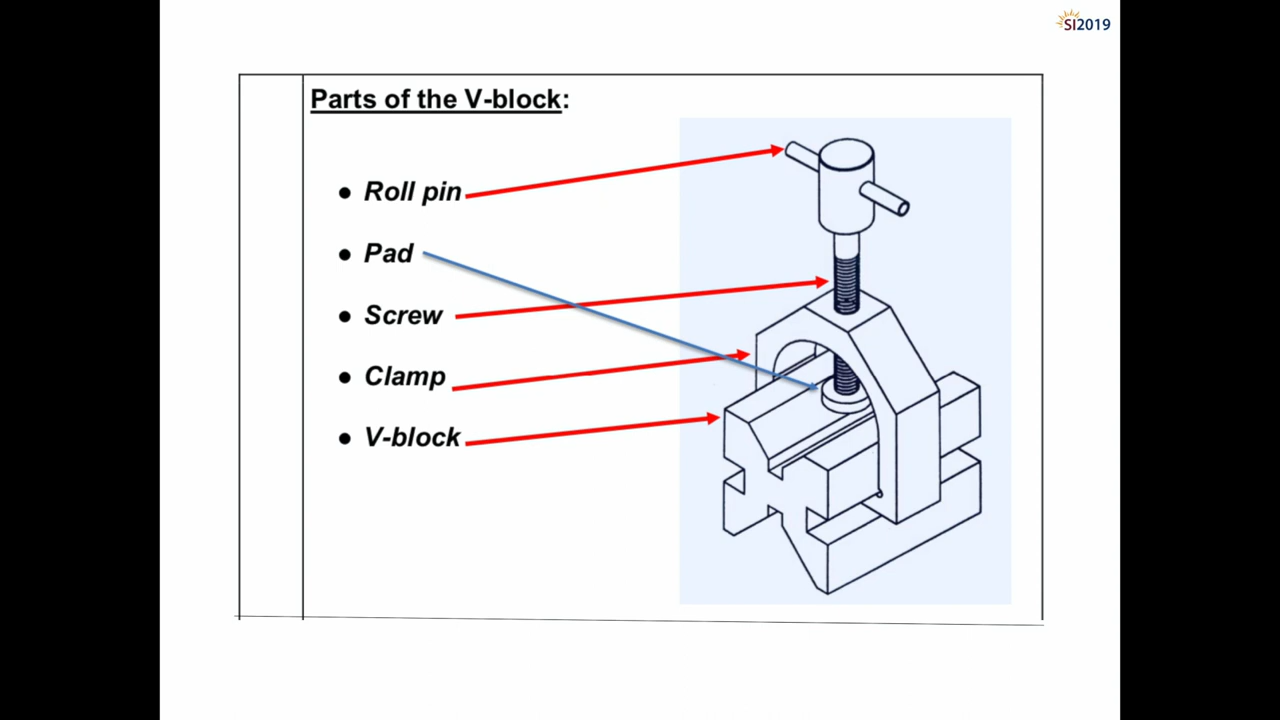 SI2019
Parts of the V-block:
● Roll pin
● Pad
● Screw
● Clamp
● V-block